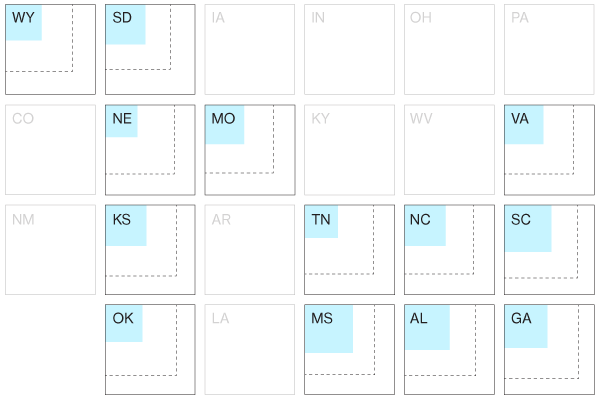 WY SD IA IN OH PA
CO NE MO KY WV VA
NM KS AR TN NC SC
OK LA MS AL GA